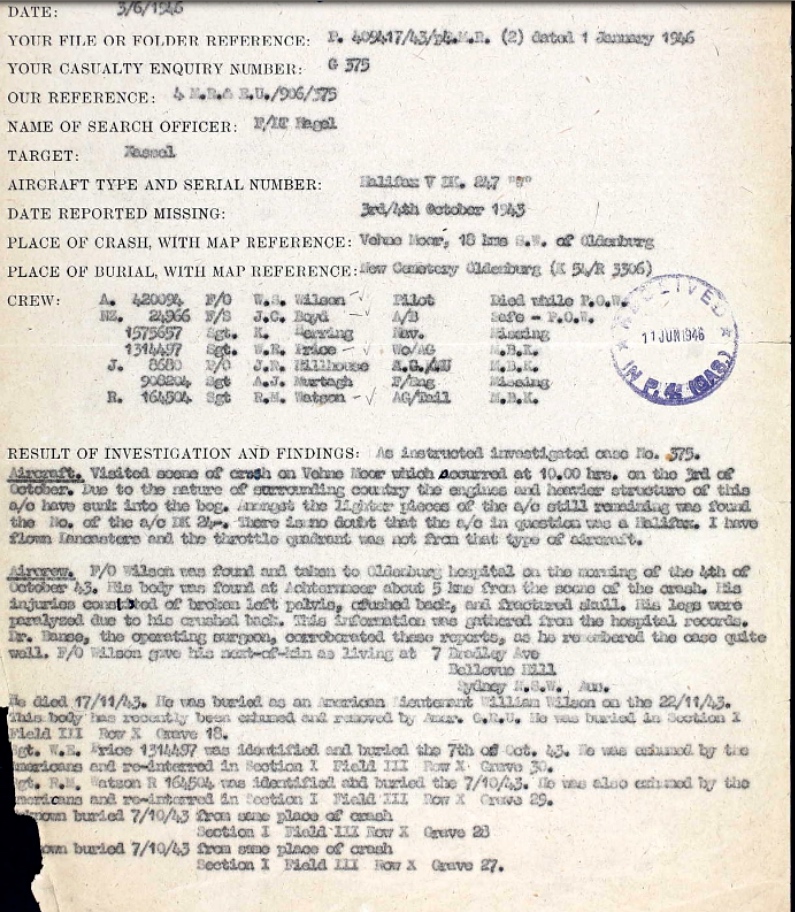 DATE: 3/6/1946
YOUR FILE OR FOLDER REFERENCE: P. 409417/43/ (2) dated 1 January 1946
YOUR CASUALTY ENQUIRY NUMBER: G 375
OUR REFERENCE: 4 M.R.& E.U./906/375
NAME OF SEARCH OFFICER: F/LT Nagel
TARGET: Kassel
AIRCRAFT TYPE AND SERIAL NUMBER: Halifax V DK. 247
DATE REPORTED MISSING: 3rd/4th October 1943
PLACE OF CRASH, WITH MAP REFERENCE: Vehne Moor, 18 kms S.W. of Oldenburg
PLACE OF BURIAL, WITH MAP REFERENCE: New Cemetery Oldenburg (K 54/R 3306)
CREW: A. 420094 F/O W.S. Wilson Pilot Died while P.O.W.
NZ. 24966 F/S J.C. Boyd A/B Safe - P.O.W.
1575657 Sgt. K. Herring Nav. Missing
1314497 Sgt. W.E. Price Wo/AG M.B.K.
J. 8680 P/O J.R. Hillhouse A.G./MU M.B.K.
908204 Sgt A.J. Murtagh F/Eng Missing
R. 164504 Sgt R.M. Watson AG/Tail M.B.K.
RECEIVED
11 JUN 1946
IN P.4 (CAS.)
RESULT OF INVESTIGATION AND FINDINGS: As instructed investigated case No. 375.
Aircraft. Visited scene of crash on Vehne Moor which occurred at 10.00 hrs. on the 3rd of
October. Due to the nature of surrounding country the engines and heavier structure of this
a/c have sunk into the bog. Amongst the lighter pieces of the a/c still remaining was found
the No. of the a/c DK 24-. There is no doubt that the a/c in question was a Halifax. I have
flown Lancasters and the throttle quadrant was not from that type of aircraft.
Aircrew. F/O Wilson was found and taken to Oldenburg hospital on the morning of the 4th of
October 43. His body was found at Achtermeer about 5 kms from the scene of the crash. His
injuries consisted of broken left pelvis, crushed back, and fractured skull. His legs were
paralyzed due to his crushed back. This information was gathered from the hospital records.
Dr. Hanse, the operating surgeon, corroborated these reports, as he remembered the case quite
well. F/O Wilson gave his next-of-kin as living at 7 Bradley Ave
Bellevue Hill
Sydney N.S.W. Aus.
He died 17/11/43. He was buried as an American Lieutenant William Wilson on the 22/11/43.
This body has recently been exhumed and removed by Amer. G.R.U. He was buried in Section I
Field III Row X Grave 18.
Sgt. W.E. Price 1314497 was identified and buried the 7th of Oct. 43. He was exhumed by the
mericans and re-interred in Section I Field III Row X Grave 30.
Sgt. R.M. Watson R 164504 was identified abd buried the 7/10/43. He was also exhumed by the
mericans and re-interred in Section I Field III Row X Grave 29.
known buried 7/10/43 from same place of crash
Section I Field III Row X Grave 28
own buried 7/10/43 from same place of crash
Section I Field III Row X Grave 27.